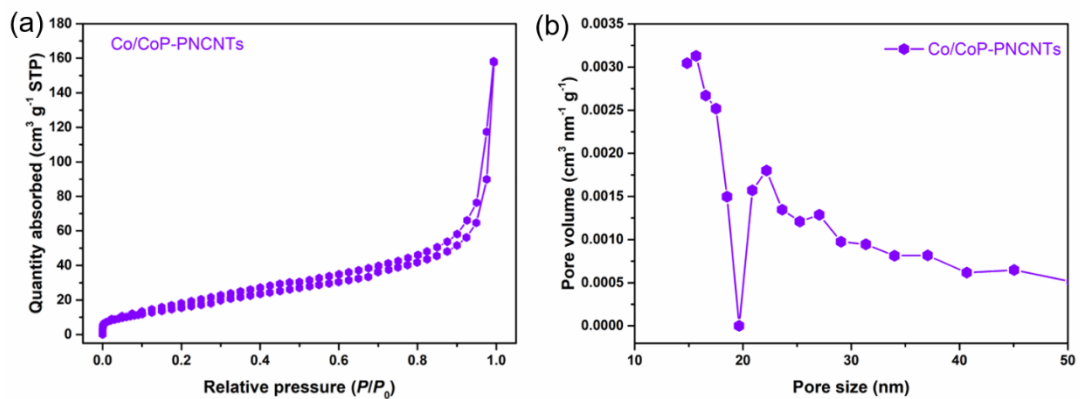 (a)
Co/CoP-PNCNTs
Quantity absorbed (cm³ g⁻¹ STP)
180
160
140
120
100
80
60
40
20
0
0.0 0.2 0.4 0.6 0.8 1.0
Relative pressure (P/P₀)
(b)
Co/CoP-PNCNTs
Pore volume (cm³ nm⁻¹ g⁻¹)
0.0035
0.0030
0.0025
0.0020
0.0015
0.0010
0.0005
0.0000
10 20 30 40 50
Pore size (nm)